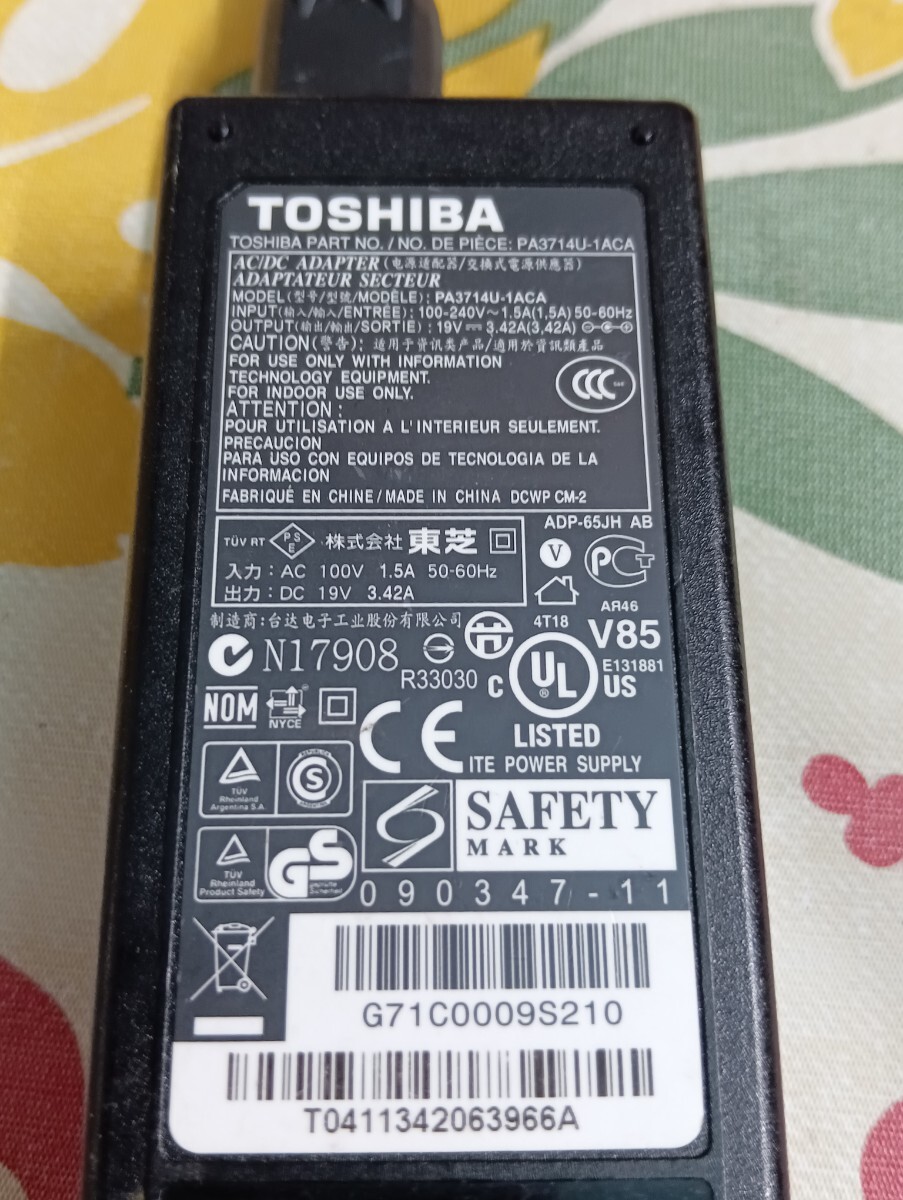 TOSHIBA
TOSHIBA PART NO. / NO. DE PIÈCE: PA3714U-1ACA
AC/DC ADAPTER (电源适配器/交換式電源供應器)
ADAPTATEUR SECTEUR
MODEL (型号/型號/MODÈLE) : PA3714U-1ACA
INPUT(输入/輸入/ENTRÉE) : 100-240V～1.5A(1,5A) 50-60Hz
OUTPUT(输出/輸出/SORTIE) : 19V 3.42A(3,42A)
CAUTION (警告) : 适用于资讯类产品/適用於資訊類產品
FOR USE ONLY WITH INFORMATION
TECHNOLOGY EQUIPMENT.
FOR INDOOR USE ONLY.
CCC
ATTENTION :
POUR UTILISATION A L'INTERIEUR SEULEMENT.
PRECAUCION
PARA USO CON EQUIPOS DE TECNOLOGIA DE LA
INFORMACION
FABRIQUÉ EN CHINE/MADE IN CHINA DCWP CM-2
TÜV RT PSE 株式会社 東芝
入力 : AC 100V 1.5A 50-60Hz
出力 : DC 19V 3.42A
ADP-65JH AB
V
AЯ46
制造商:台达电子工业股份有限公司
4T18
V85
N17908
R33030
C UL US
®
E131881
LISTED
ITE POWER SUPPLY
NOM
NYCE
CE
TÜV
Rheinland
Argentina S.A.
S
TÜV
Rheinland
Product Safety
GS
geprüfte
Sicherheit
SAFETY
MARK
090347-11
G71C0009S210
T0411342063966A